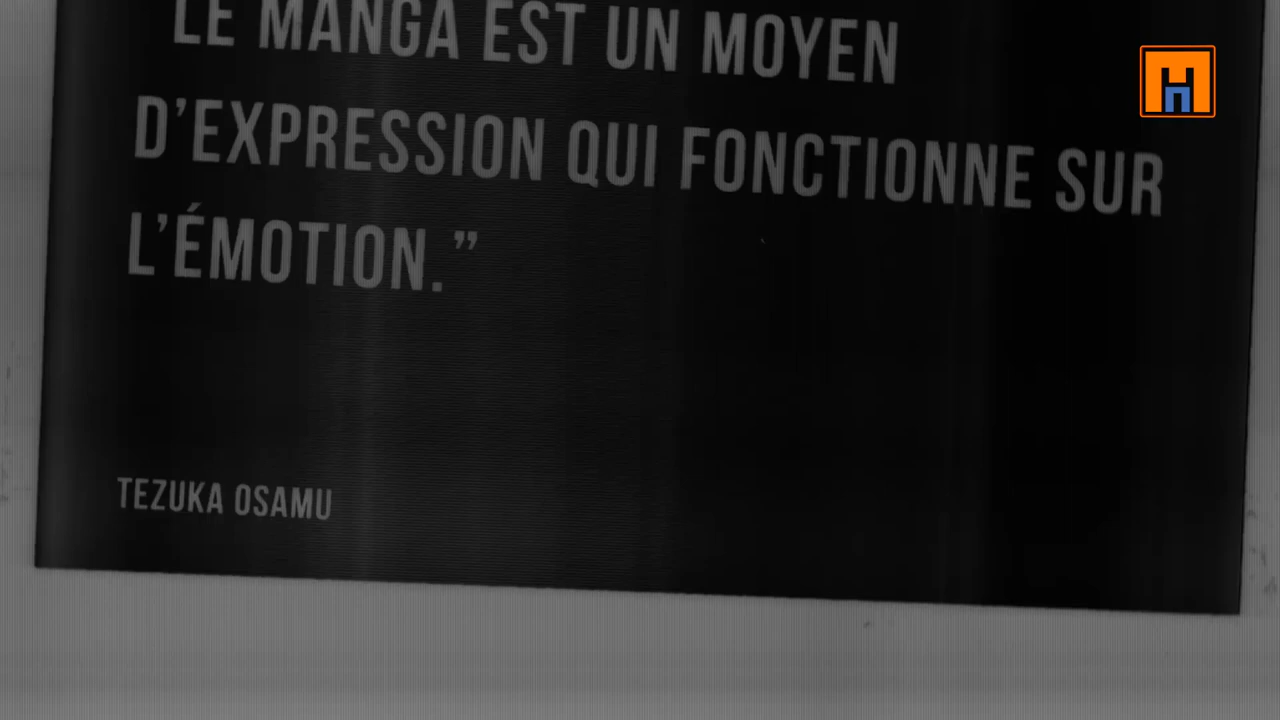 LE MANGA EST UN MOYEN
D’EXPRESSION QUI FONCTIONNE SUR
L’ÉMOTION.”
TEZUKA OSAMU